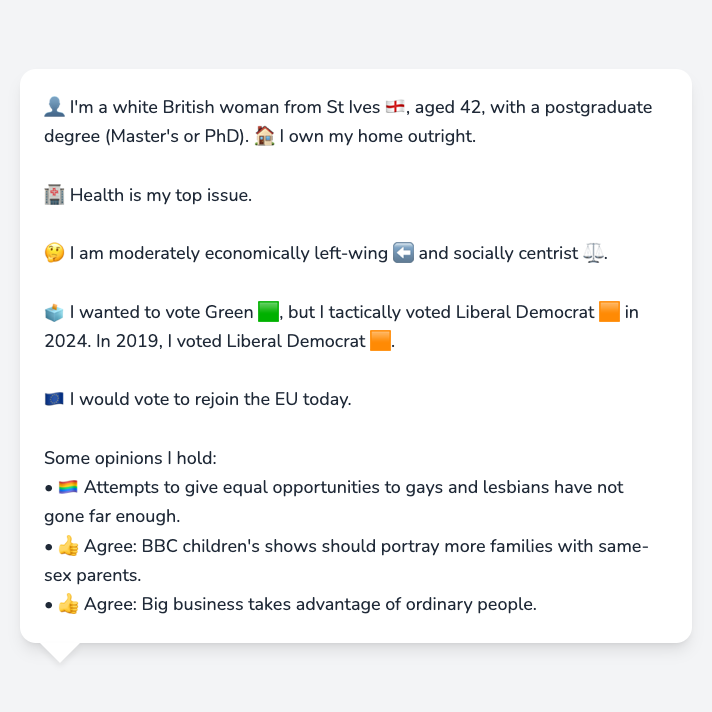 👤 I'm a white British woman from St Ives 🏴󠁧󠁢󠁥󠁮󠁧󠁿, aged 42, with a postgraduate
degree (Master's or PhD). 🏠 I own my home outright.
🏥 Health is my top issue.
🤔 I am moderately economically left-wing ⬅️ and socially centrist ⚖️.
🗳️ I wanted to vote Green 🟩, but I tactically voted Liberal Democrat 🟧 in
2024. In 2019, I voted Liberal Democrat 🟧.
🇪🇺 I would vote to rejoin the EU today.
Some opinions I hold:
• 🏳️‍🌈 Attempts to give equal opportunities to gays and lesbians have not
gone far enough.
• 👍 Agree: BBC children's shows should portray more families with same-
sex parents.
• 👍 Agree: Big business takes advantage of ordinary people.